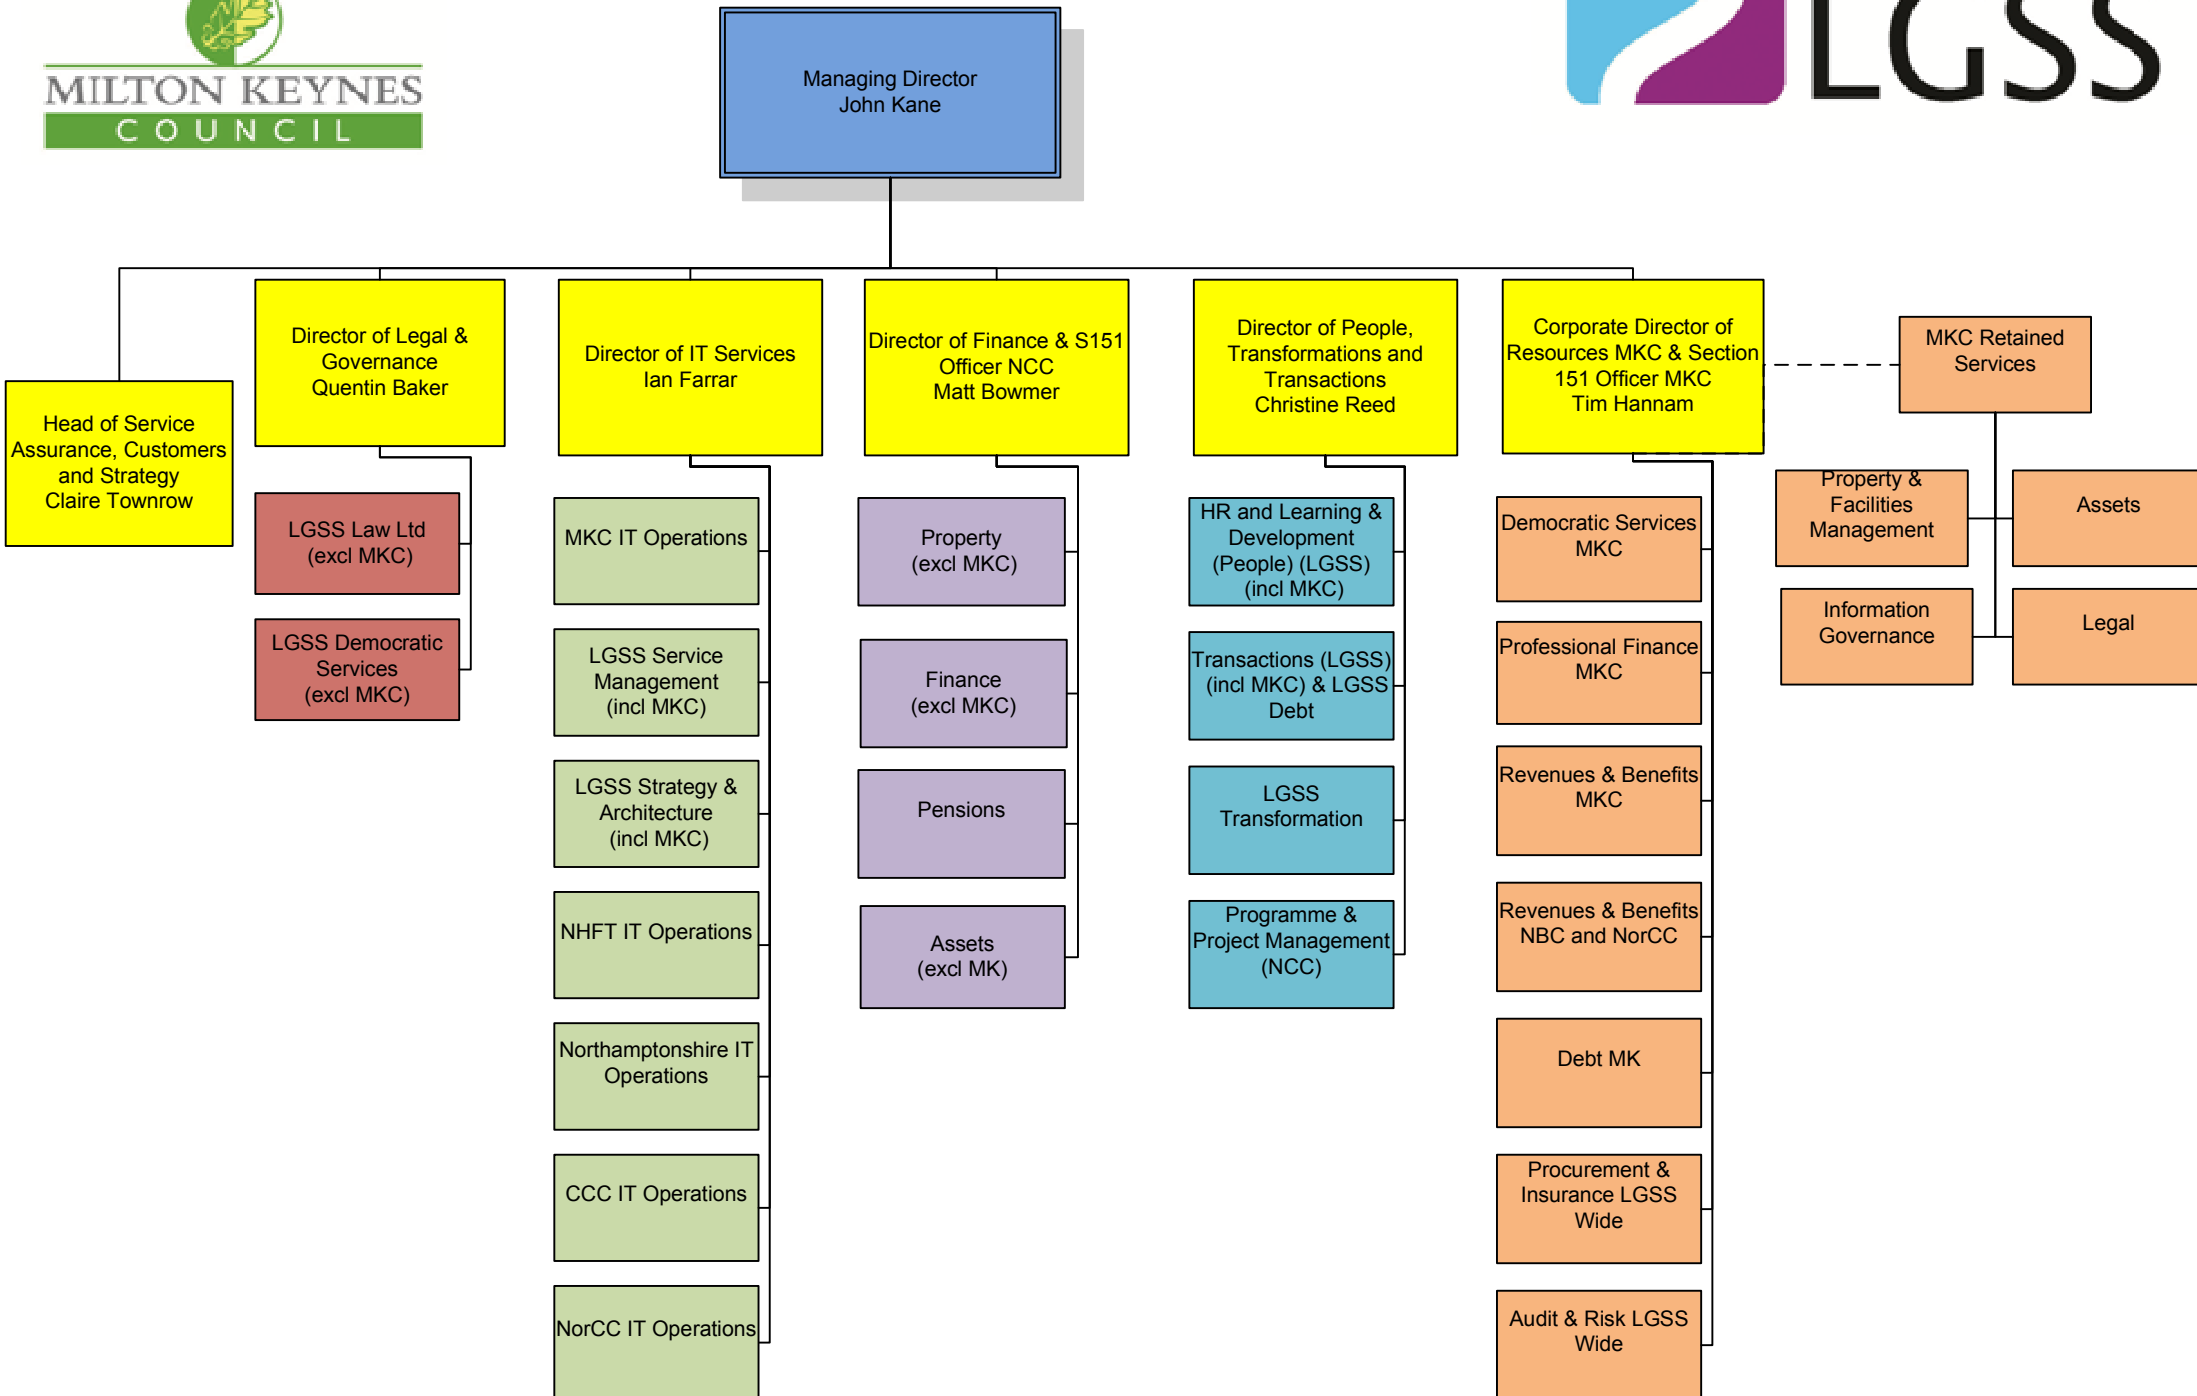 MILTON KEYNES
COUNCIL
LGSS
Managing Director
John Kane
Head of Service
Assurance, Customers
and Strategy
Claire Townrow
Director of Legal &
Governance
Quentin Baker
LGSS Law Ltd
(excl MKC)
LGSS Democratic
Services
(excl MKC)
Director of IT Services
Ian Farrar
MKC IT Operations
LGSS Service
Management
(incl MKC)
LGSS Strategy &
Architecture
(incl MKC)
NHFT IT Operations
Northamptonshire IT
Operations
CCC IT Operations
NorCC IT Operations
Director of Finance & S151
Officer NCC
Matt Bowmer
Property
(excl MKC)
Finance
(excl MKC)
Pensions
Assets
(excl MK)
Director of People,
Transformations and
Transactions
Christine Reed
HR and Learning &
Development
(People) (LGSS)
(incl MKC)
Transactions (LGSS)
(incl MKC) & LGSS
Debt
LGSS
Transformation
Programme &
Project Management
(NCC)
Corporate Director of
Resources MKC & Section
151 Officer MKC
Tim Hannam
Democratic Services
MKC
Professional Finance
MKC
Revenues & Benefits
MKC
Revenues & Benefits
NBC and NorCC
Debt MK
Procurement &
Insurance LGSS
Wide
Audit & Risk LGSS
Wide
MKC Retained
Services
Property &
Facilities
Management
Assets
Information
Governance
Legal